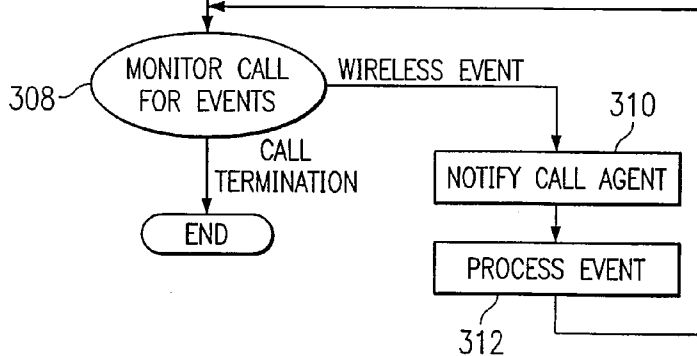 308
MONITOR CALL
FOR EVENTS
WIRELESS EVENT
CALL
TERMINATION
END
310
NOTIFY CALL AGENT
PROCESS EVENT
312